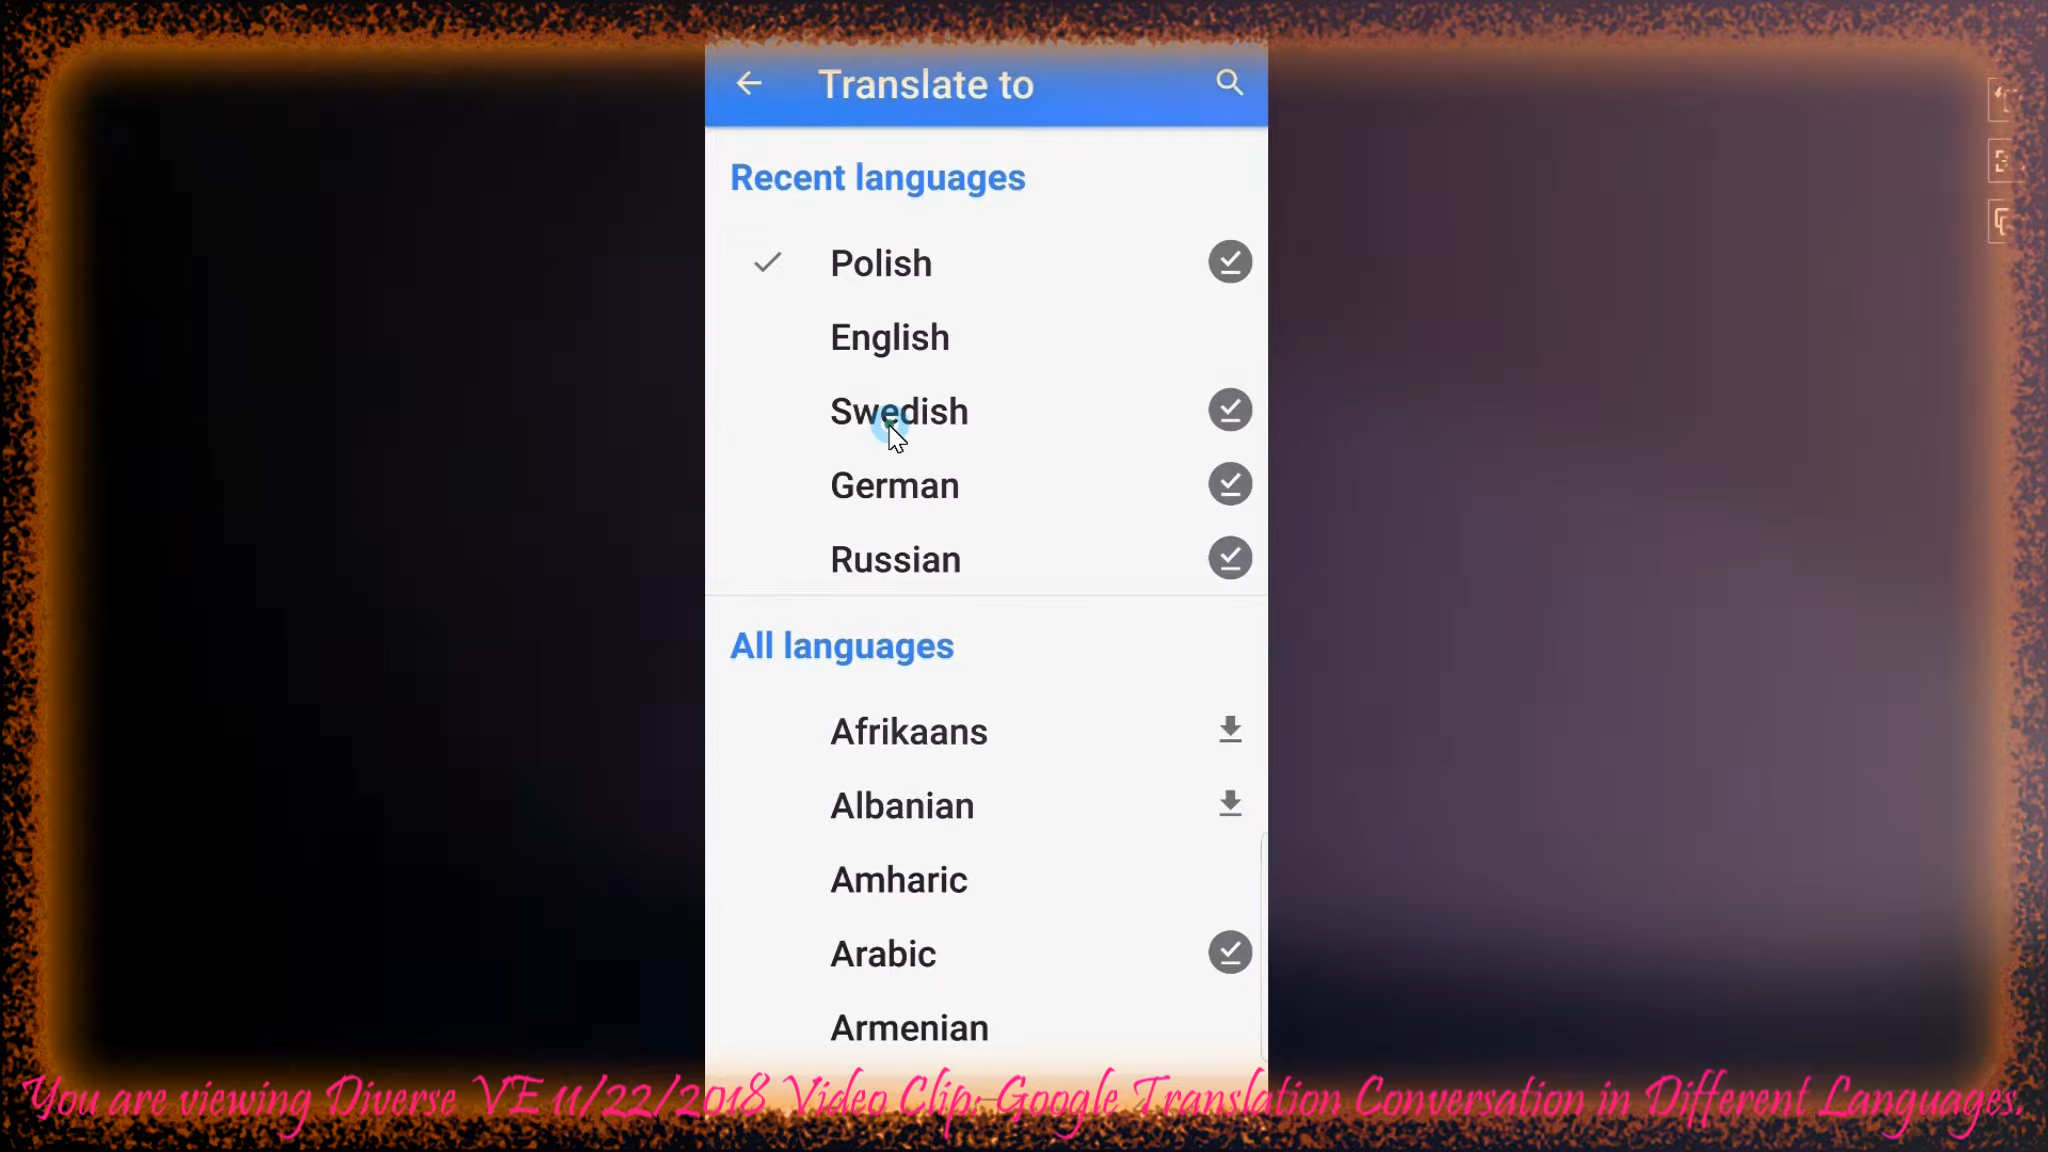 Translate to
Recent languages
Polish
English
Swedish
German
Russian
All languages
Afrikaans
Albanian
Amharic
Arabic
Armenian
You are viewing Diverse VE 11/22/2018 Video Clip: Google Translation Conversation in Different Languages.